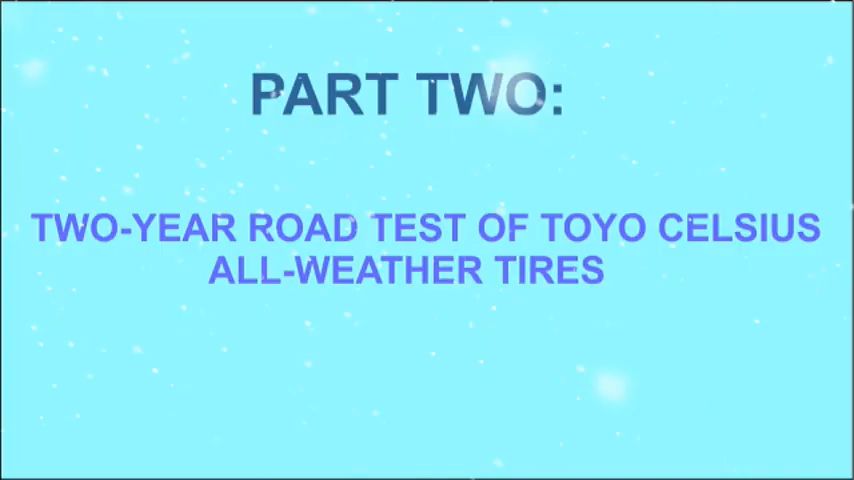 PART TWO:
TWO-YEAR ROAD TEST OF TOYO CELSIUS
ALL-WEATHER TIRES